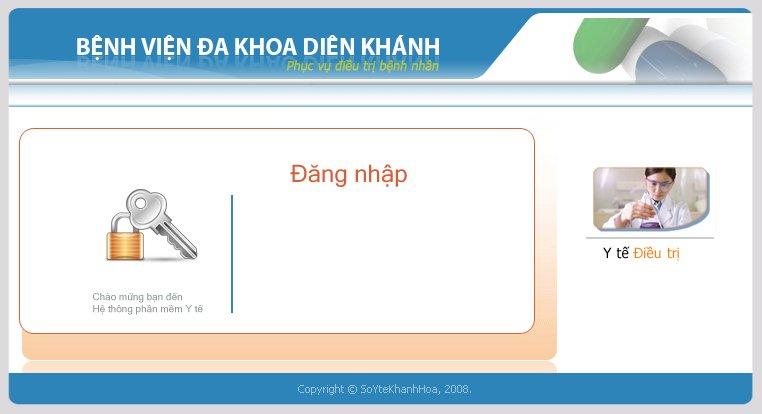 BỆNH VIỆN ĐA KHOA DIÊN KHÁNH
Phục vụ điều trị bệnh nhân
Đăng nhập
Chào mừng bạn đến
Hệ thông phần mềm Y tế
Y tế Điều trị
Copyright © SoYteKhanhHoa, 2008.